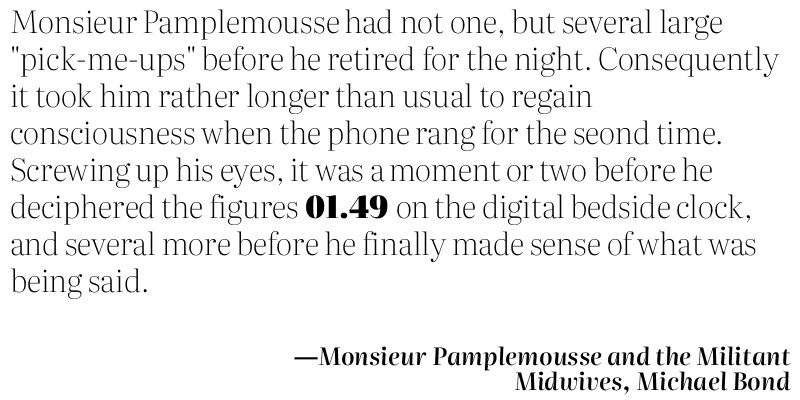 Monsieur Pamplemousse had not one, but several large
"pick-me-ups" before he retired for the night. Consequently
it took him rather longer than usual to regain
consciousness when the phone rang for the seond time.
Screwing up his eyes, it was a moment or two before he
deciphered the figures 01.49 on the digital bedside clock,
and several more before he finally made sense of what was
being said.
—Monsieur Pamplemousse and the Militant
Midwives, Michael Bond